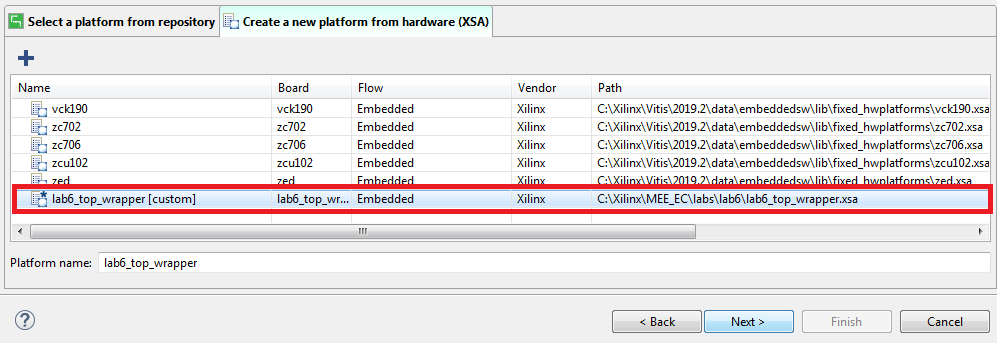 Select a platform from repository Create a new platform from hardware (XSA)
Name Board Flow Vendor Path
vck190 vck190 Embedded Xilinx C:\Xilinx\Vitis\2019.2\data\embeddedsw\lib\fixed_hwplatforms\vck190.xsa
zc702 zc702 Embedded Xilinx C:\Xilinx\Vitis\2019.2\data\embeddedsw\lib\fixed_hwplatforms\zc702.xsa
zc706 zc706 Embedded Xilinx C:\Xilinx\Vitis\2019.2\data\embeddedsw\lib\fixed_hwplatforms\zc706.xsa
zcu102 zcu102 Embedded Xilinx C:\Xilinx\Vitis\2019.2\data\embeddedsw\lib\fixed_hwplatforms\zcu102.xsa
zed zed Embedded Xilinx C:\Xilinx\Vitis\2019.2\data\embeddedsw\lib\fixed_hwplatforms\zed.xsa
lab6_top_wrapper [custom] lab6_top_wr... Embedded Xilinx C:\Xilinx\MEE_EC\labs\lab6\lab6_top_wrapper.xsa
Platform name: lab6_top_wrapper
? < Back Next > Finish Cancel